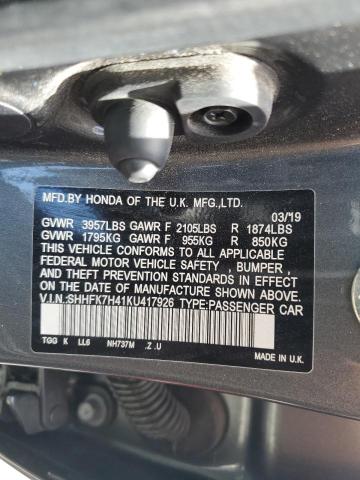 MFD.BY HONDA OF THE U.K. MFG.,LTD.
03/19
GVWR 3957LBS GAWR F 2105LBS R 1874LBS
GVWR 1795KG GAWR F 955KG R 850KG
THIS VEHICLE CONFORMS TO ALL APPLICABLE
FEDERAL MOTOR VEHICLE SAFETY , BUMPER ,
AND THEFT PREVENTION STANDARDS IN EFFECT
ON THE DATE OF MANUFACTURE SHOWN ABOVE.
V.I.N.:SHHFK7H41KU417926 TYPE:PASSENGER CAR
TGG K LL6 NH737M .Z .U MADE IN U.K.